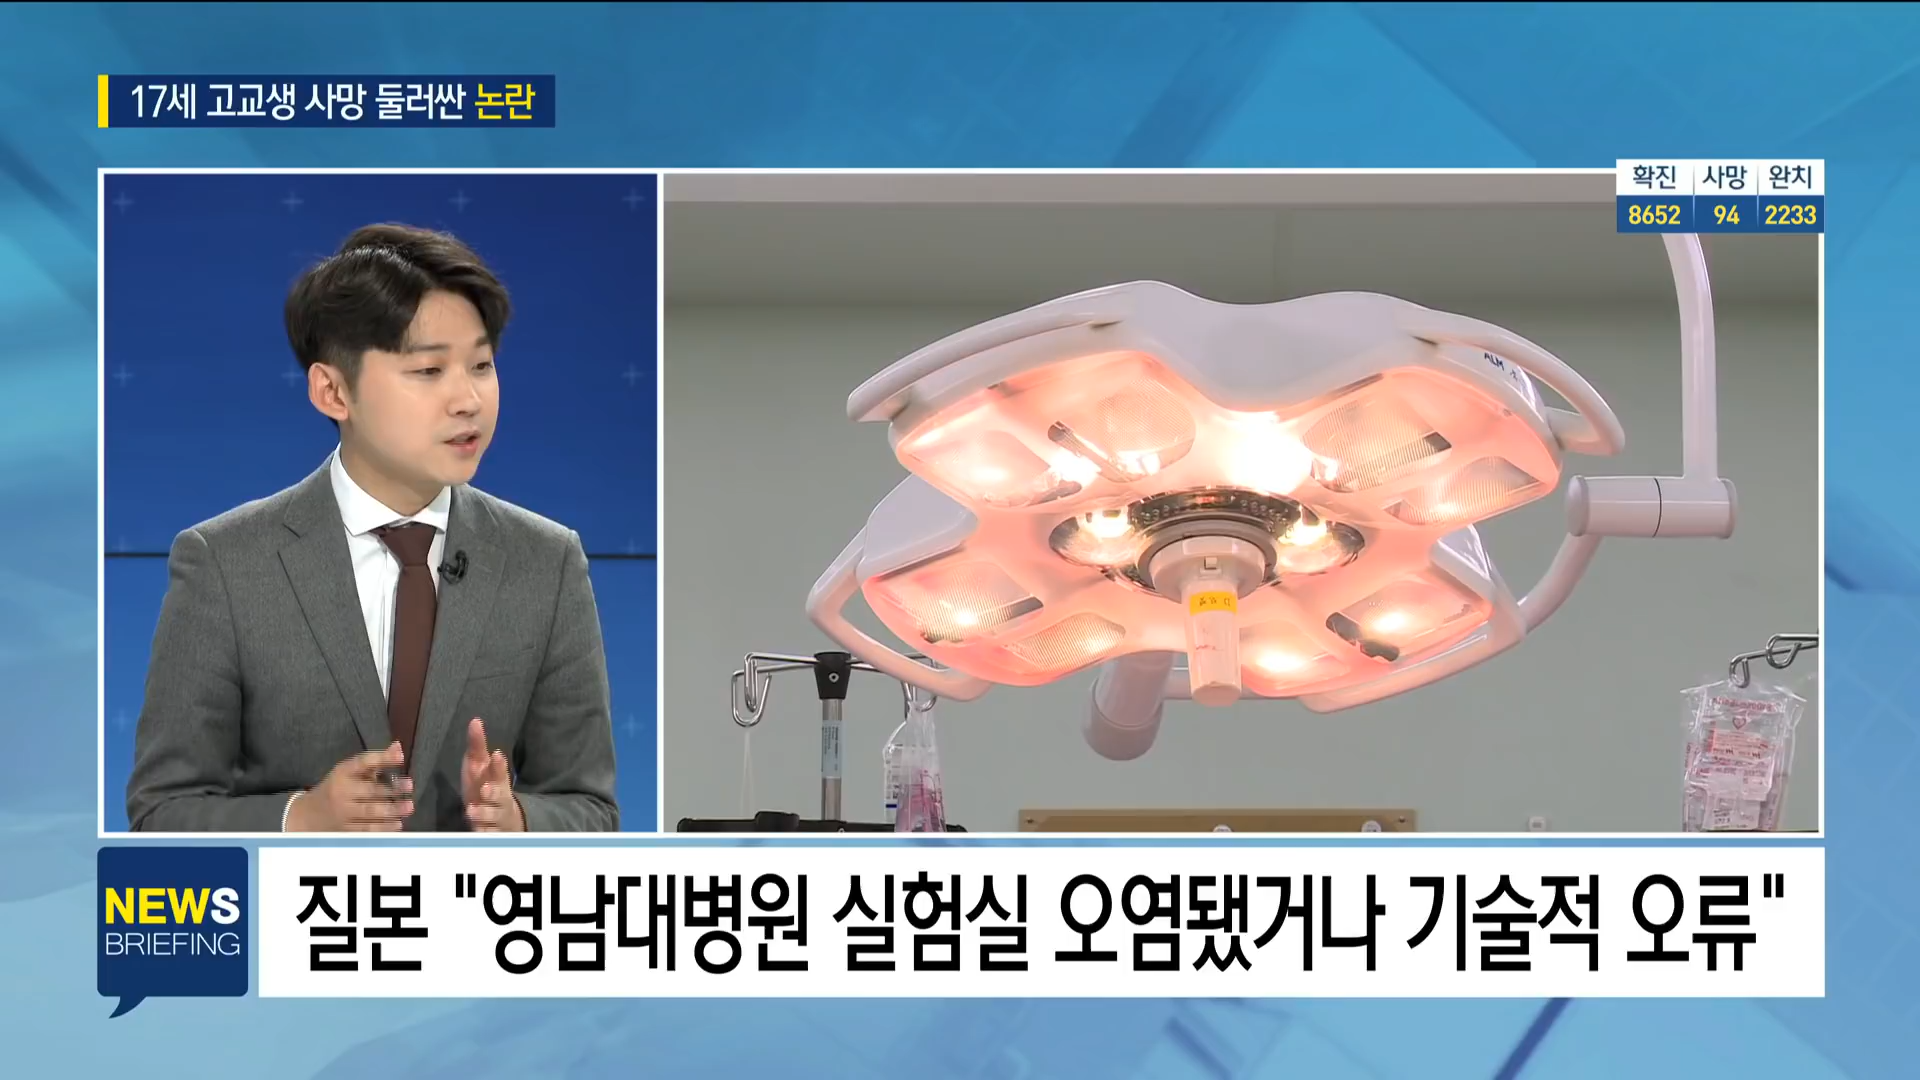 17세 고교생 사망 둘러싼 논란
확진 사망 완치
8652 94 2233
ALM
NEWS
BRIEFING
질본 "영남대병원 실험실 오염됐거나 기술적 오류"